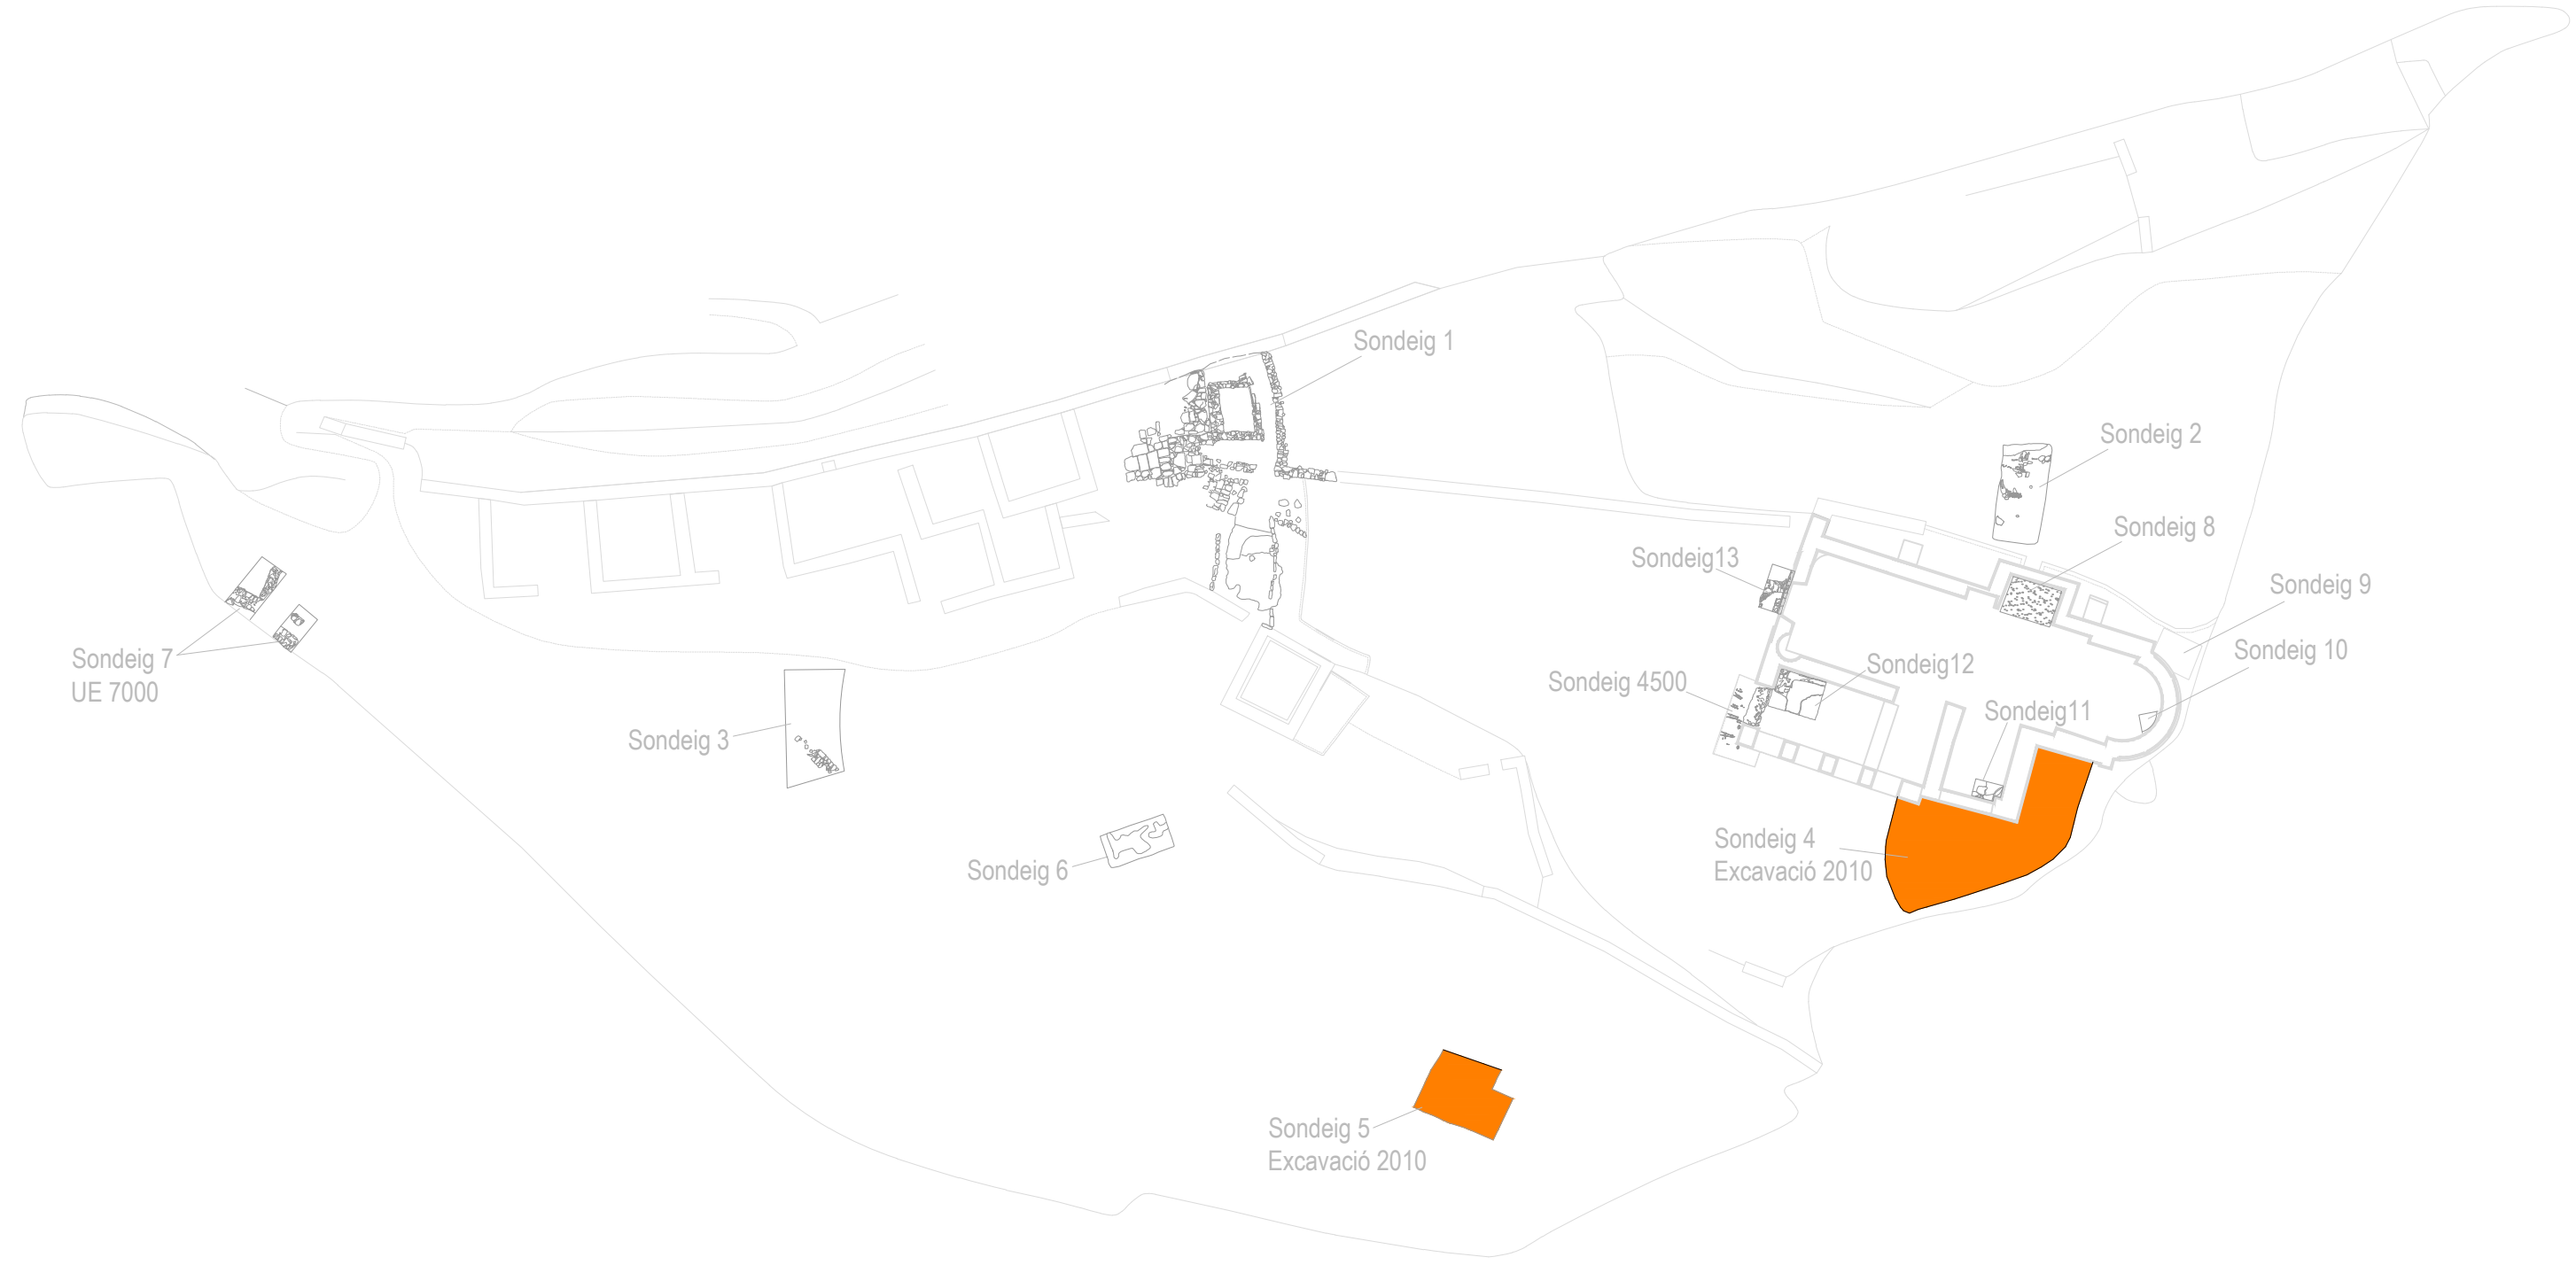 Sondeig 1
Sondeig 2
Sondeig 8
Sondeig13
Sondeig 9
Sondeig 10
Sondeig12
Sondeig 4500
Sondeig11
Sondeig 7
UE 7000
Sondeig 3
Sondeig 6
Sondeig 4
Excavació 2010
Sondeig 5
Excavació 2010